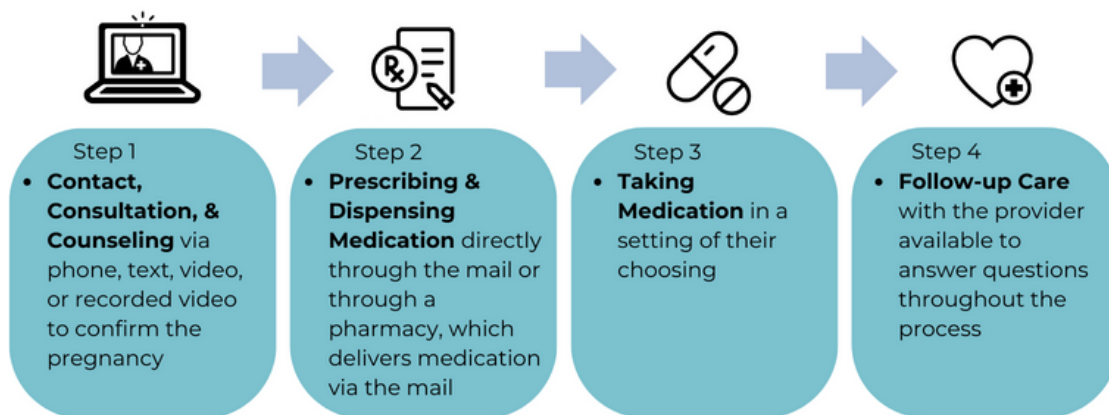 Rx
Step 1
• Contact,
Consultation, &
Counseling via
phone, text, video,
or recorded video
to confirm the
pregnancy
Step 2
• Prescribing &
Dispensing
Medication directly
through the mail or
through a
pharmacy, which
delivers medication
via the mail
Step 3
• Taking
Medication in a
setting of their
choosing
Step 4
• Follow-up Care
with the provider
available to
answer questions
throughout the
process